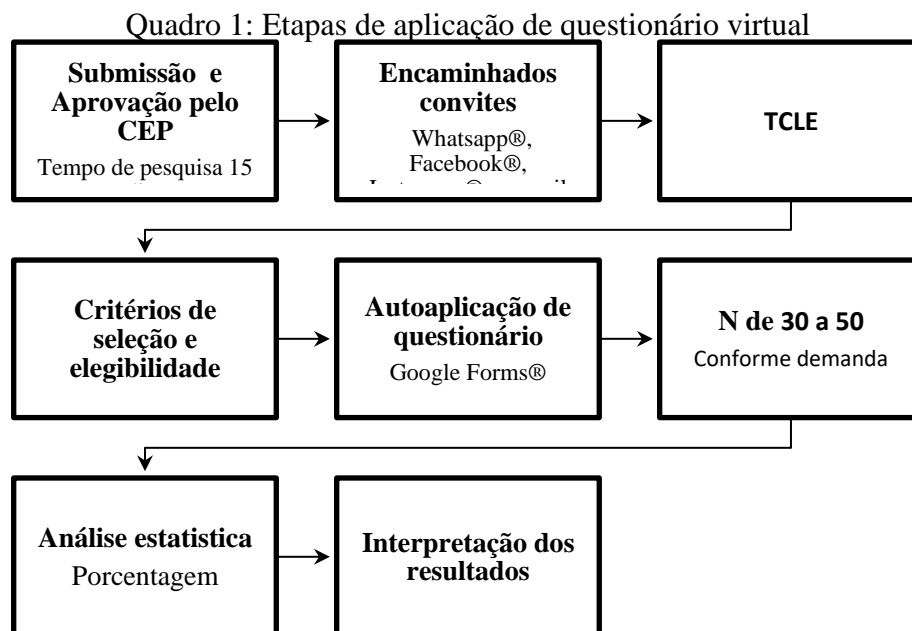 Quadro 1: Etapas de aplicação de questionário virtual
Submissão e
Aprovação pelo
CEP
Tempo de pesquisa 15
Encaminhados
convites
Whatsapp®,
Facebook®,
TCLE
Critérios de
seleção e
elegibilidade
Autoaplicação de
questionário
Google Forms®
N de 30 a 50
Conforme demanda
Análise estatistica
Porcentagem
Interpretação dos
resultados